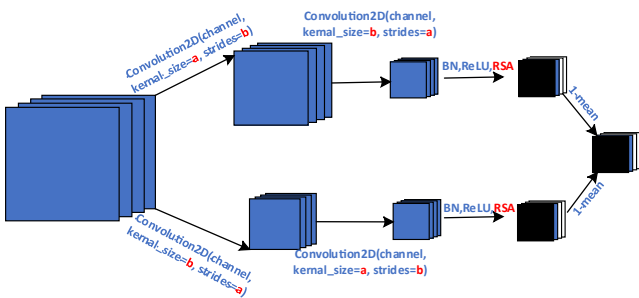 Convolution2D(channel,
kernal_size=a, strides=b)
Convolution2D(channel,
kernal_size=b, strides=a)
BN,ReLU,RSA
1-mean
Convolution2D(channel,
kernal_size=b, strides=a)
Convolution2D(channel,
kernal_size=a, strides=b)
BN,ReLU,RSA
1-mean